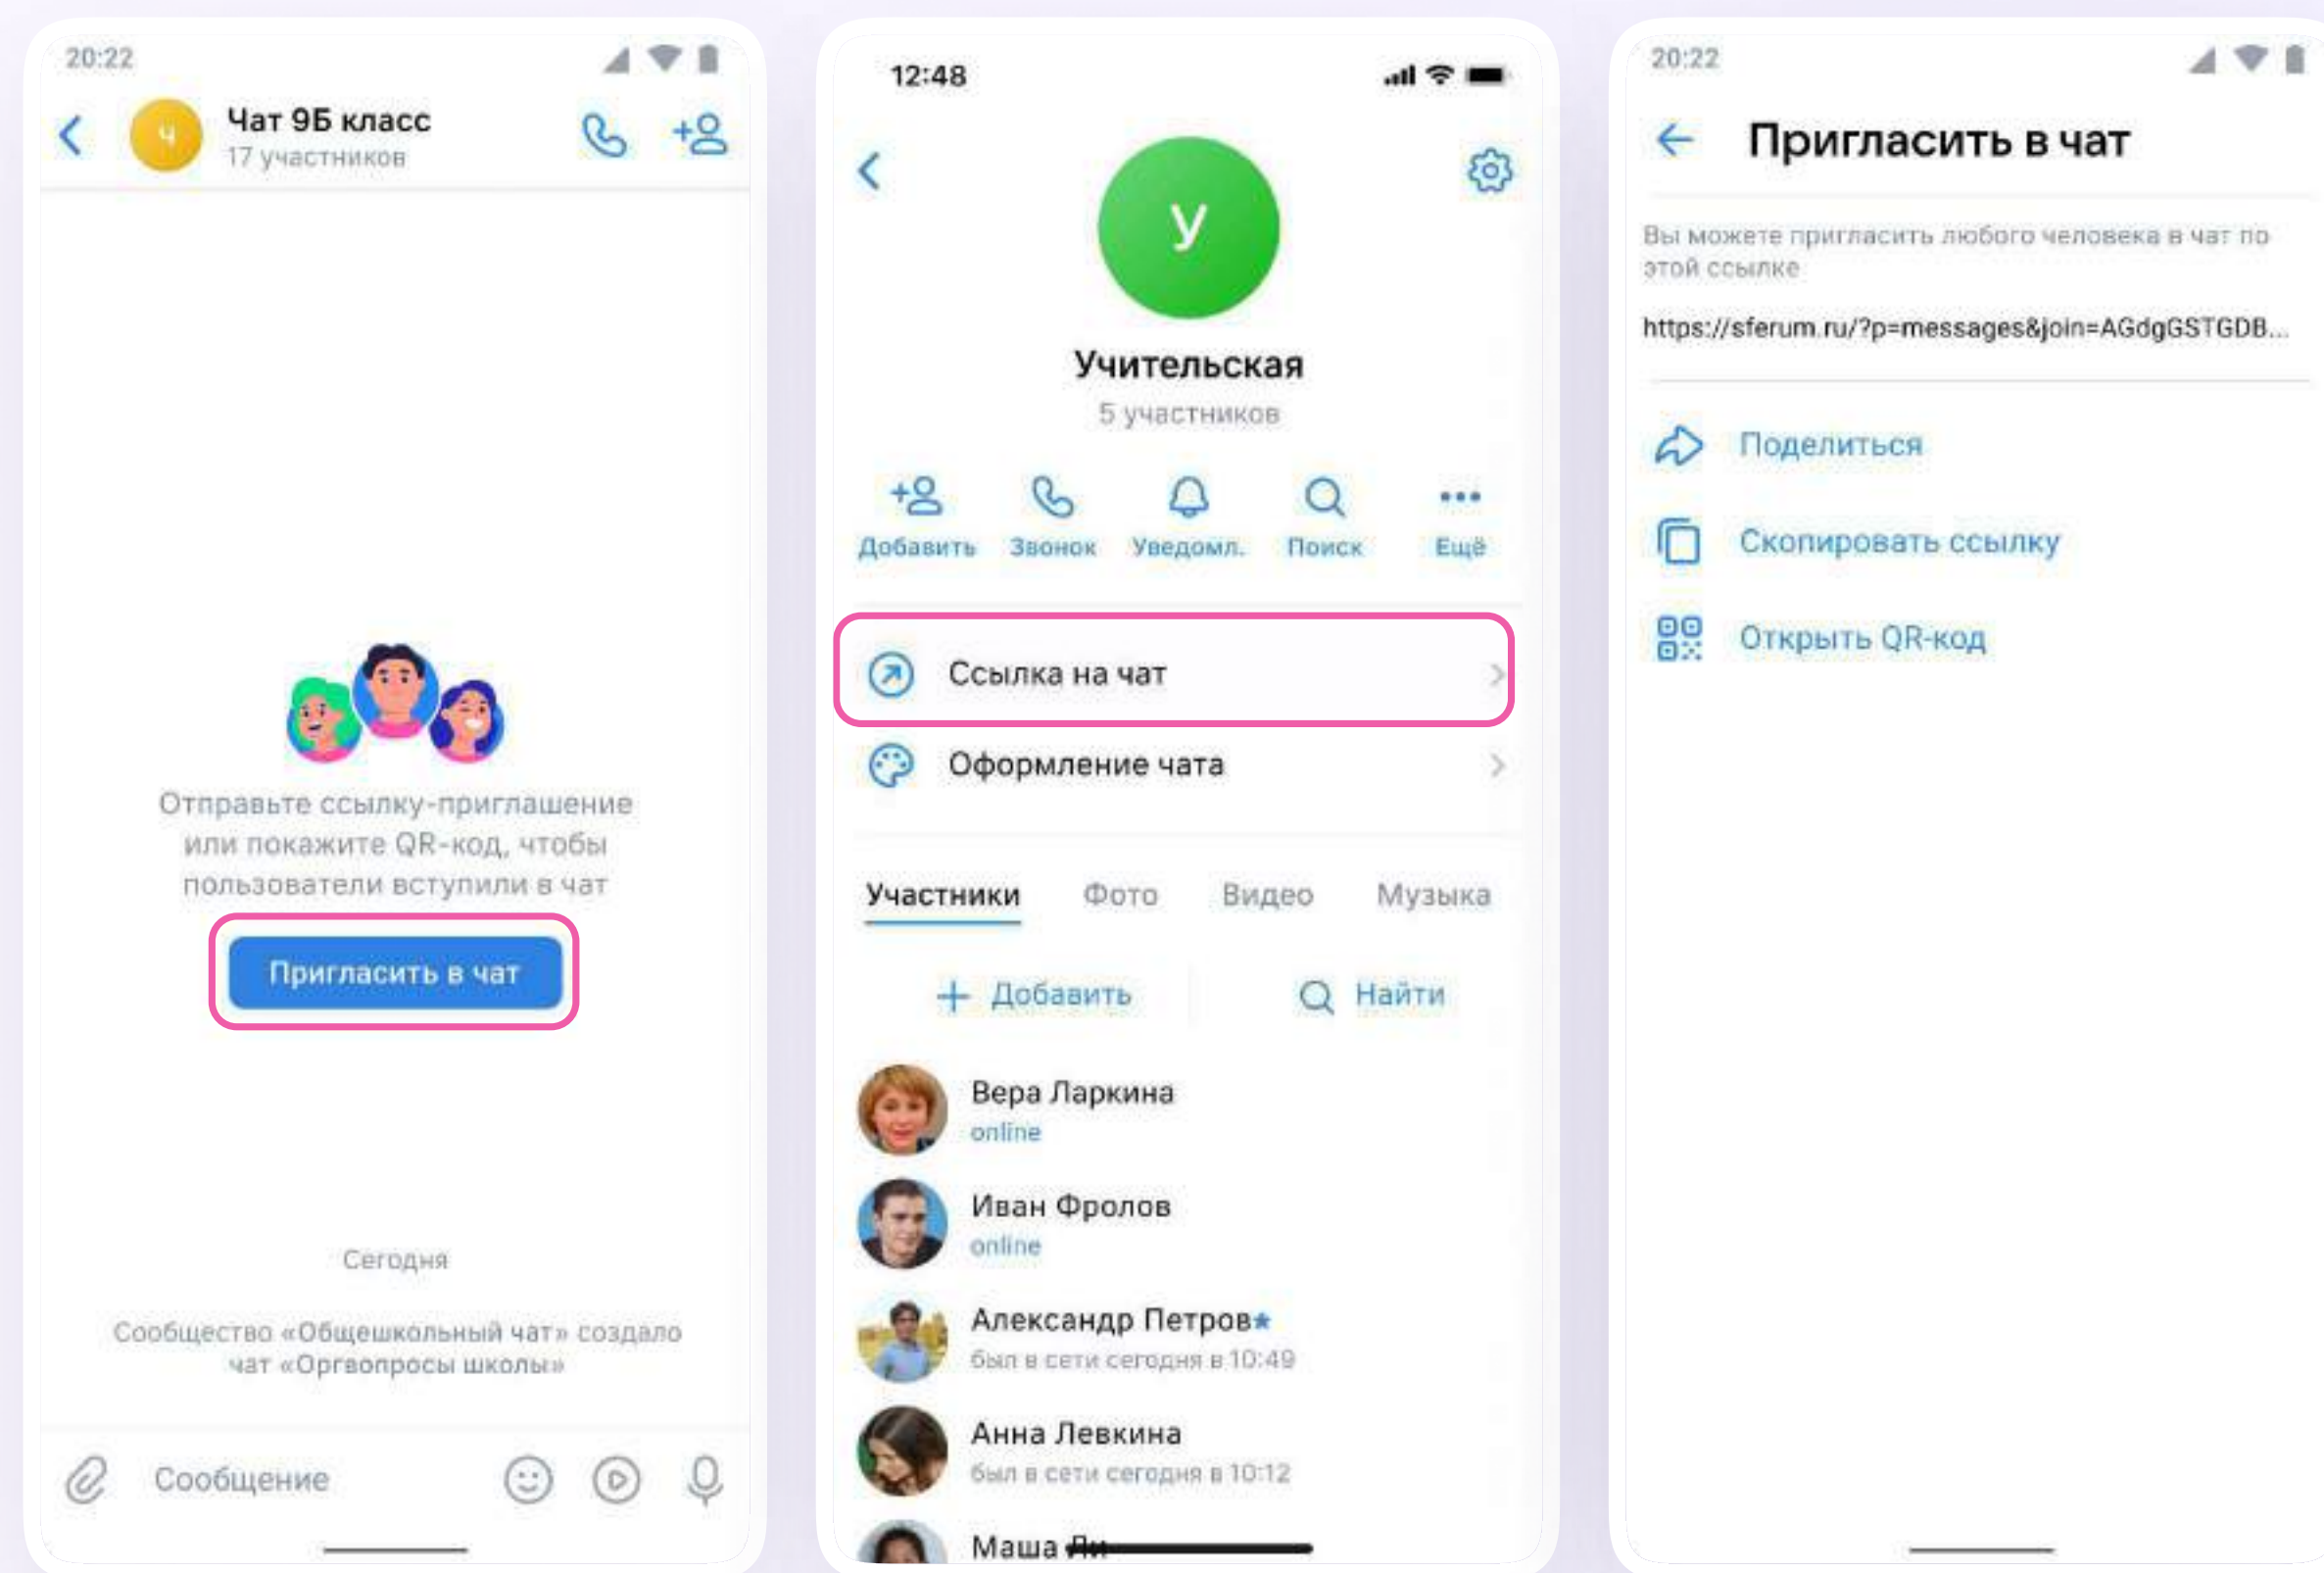 20:22
Ч
Чат 9Б класс
17 участников
Отправьте ссылку-приглашение
или покажите QR-код, чтобы
пользователи вступили в чат
Пригласить в чат
Сегодня
Сообщество «Общешкольный чат» создало
чат «Оргвопросы школы»
Сообщение
12:48
У
Учительская
5 участников
Добавить Звонок Уведомл. Поиск Ещё
Ссылка на чат
Оформление чата
Участники Фото Видео Музыка
+ Добавить Найти
Вера Ларкина
online
Иван Фролов
online
Александр Петров
был в сети сегодня в 10:49
Анна Левкина
был в сети сегодня в 10:12
Маша Ли
20:22
Пригласить в чат
Вы можете пригласить любого человека в чат по
этой ссылке
https://sferum.ru/?p=messages&join=AGdgGSTGDB...
Поделиться
Скопировать ссылку
Открыть QR-код